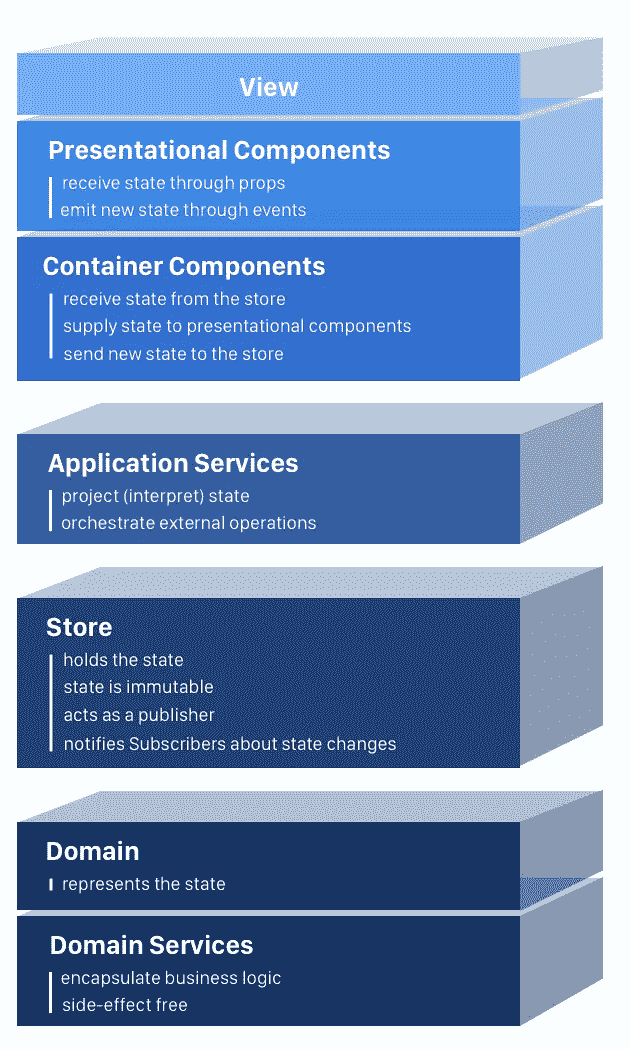 View
Presentational Components
receive state through props
emit new state through events
Container Components
receive state from the store
supply state to presentational components
send new state to the store
Application Services
project (interpret) state
orchestrate external operations
Store
holds the state
state is immutable
acts as a publisher
notifies Subscribers about state changes
Domain
represents the state
Domain Services
encapsulate business logic
side-effect free